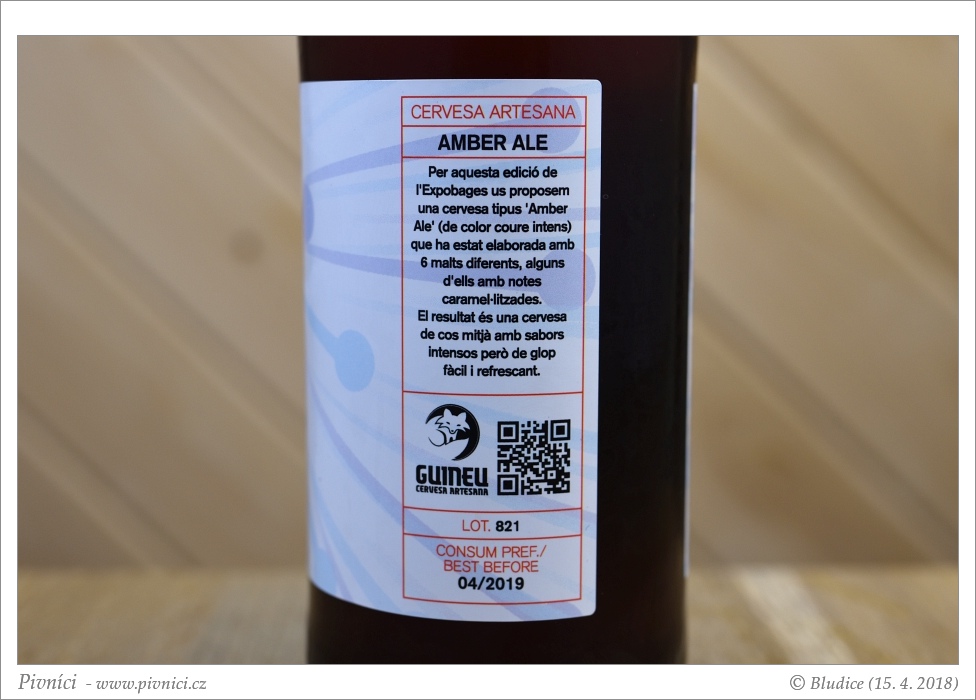 CERVESA ARTESANA
AMBER ALE
Per aquesta edició de
l'Expobages us proposem
una cervesa tipus 'Amber
Ale' (de color coure intens)
que ha estat elaborada amb
6 malts diferents, alguns
d'ells amb notes
caramel·litzades.
El resultat és una cervesa
de cos mitjà amb sabors
intensos però de glop
fàcil i refrescant.
GUINEU
CERVESA ARTESANA
LOT. 821
CONSUM PREF./
BEST BEFORE
04/2019
Pivníci - www.pivnici.cz
© Bludice (15. 4. 2018)